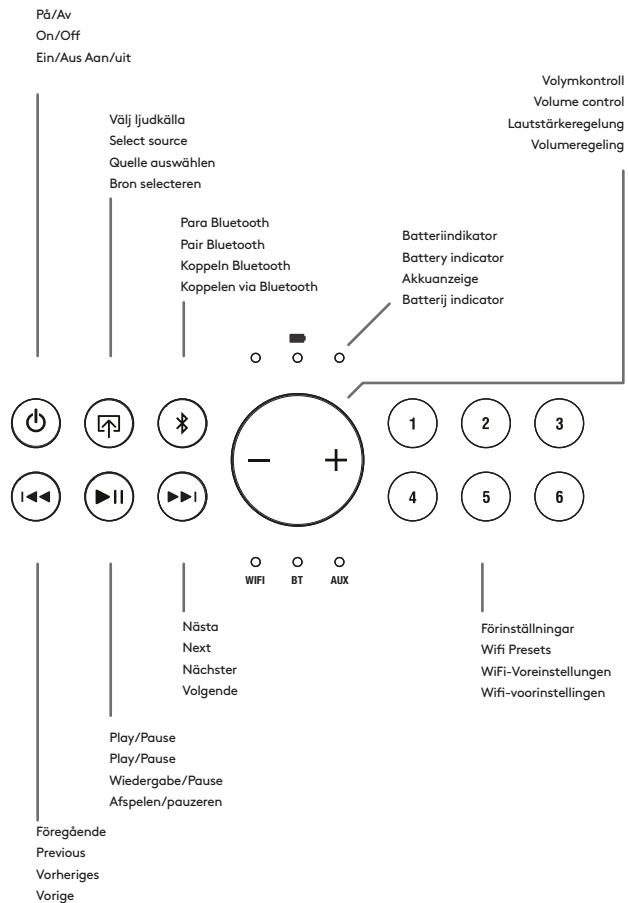 På/Av
On/Off
Ein/Aus Aan/uit
Volymkontroll
Volume control
Lautstärkeregelung
Volumeregeling
Välj ljudkälla
Select source
Quelle auswählen
Bron selecteren
Para Bluetooth
Pair Bluetooth
Koppeln Bluetooth
Koppelen via Bluetooth
Batteriindikator
Battery indicator
Akkuanzeige
Batterij indicator
1 2 3
4 5 6
WIFI BT AUX
Nästa
Next
Nächster
Volgende
Förinställningar
Wifi Presets
WiFi-Voreinstellungen
Wifi-voorinstellingen
Play/Pause
Play/Pause
Wiedergabe/Pause
Afspelen/pauzeren
Föregående
Previous
Vorheriges
Vorige